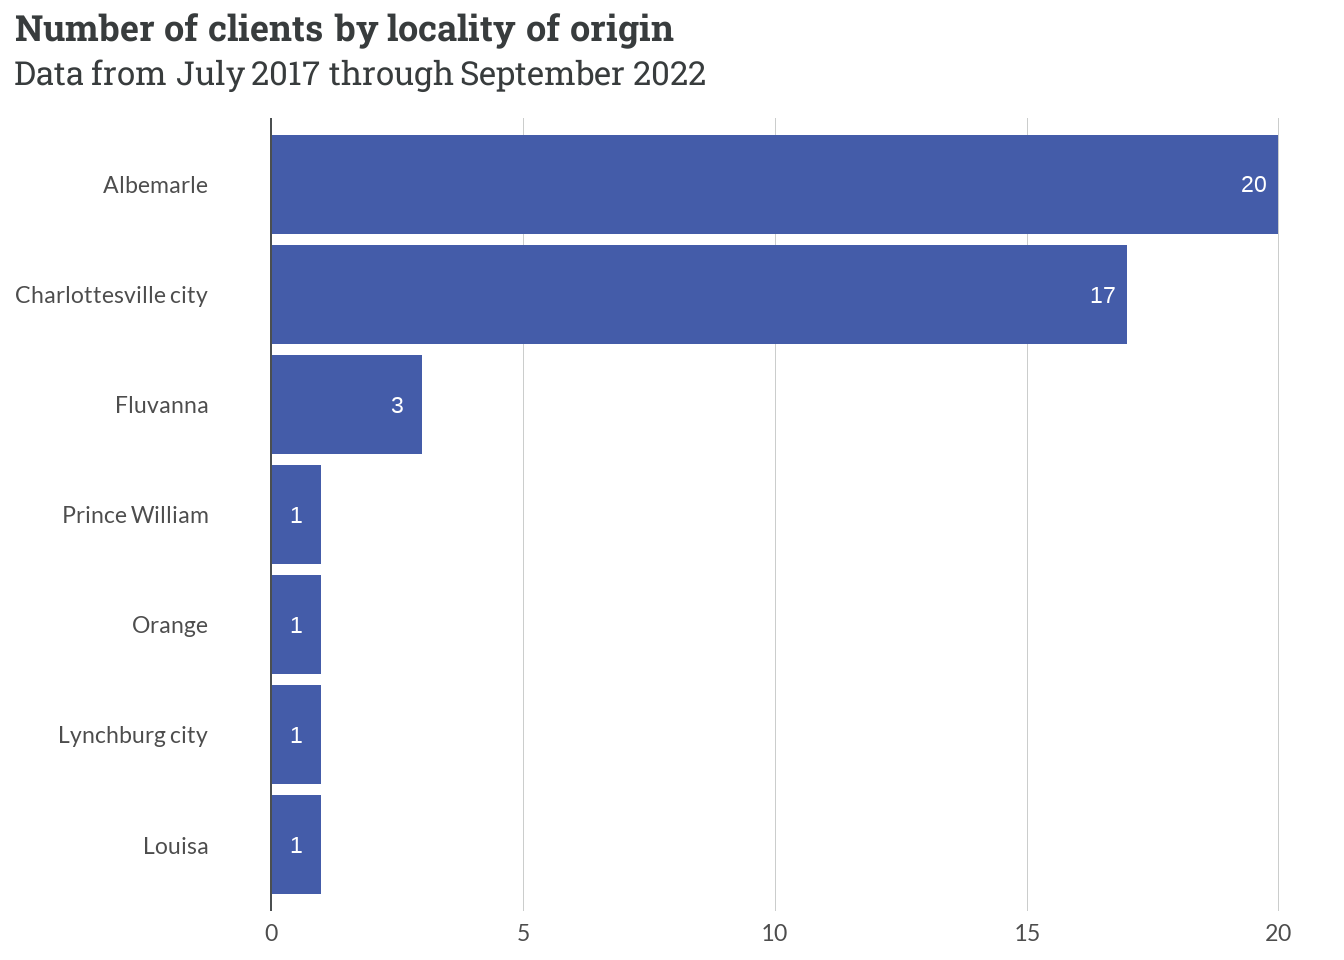 Number of clients by locality of origin
Data from July 2017 through September 2022
Albemarle 20
Charlottesville city 17
Fluvanna 3
Prince William 1
Orange 1
Lynchburg city 1
Louisa 1
0 5 10 15 20